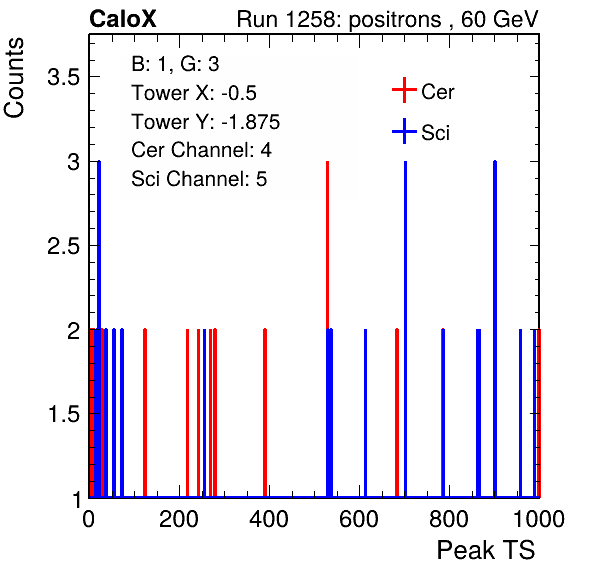 CaloX Run 1258: positrons , 60 GeV
Counts
3.5
3
2.5
2
1.5
1
B: 1, G: 3
Tower X: -0.5
Tower Y: -1.875
Cer Channel: 4
Sci Channel: 5
Cer
Sci
0 200 400 600 800 1000
Peak TS